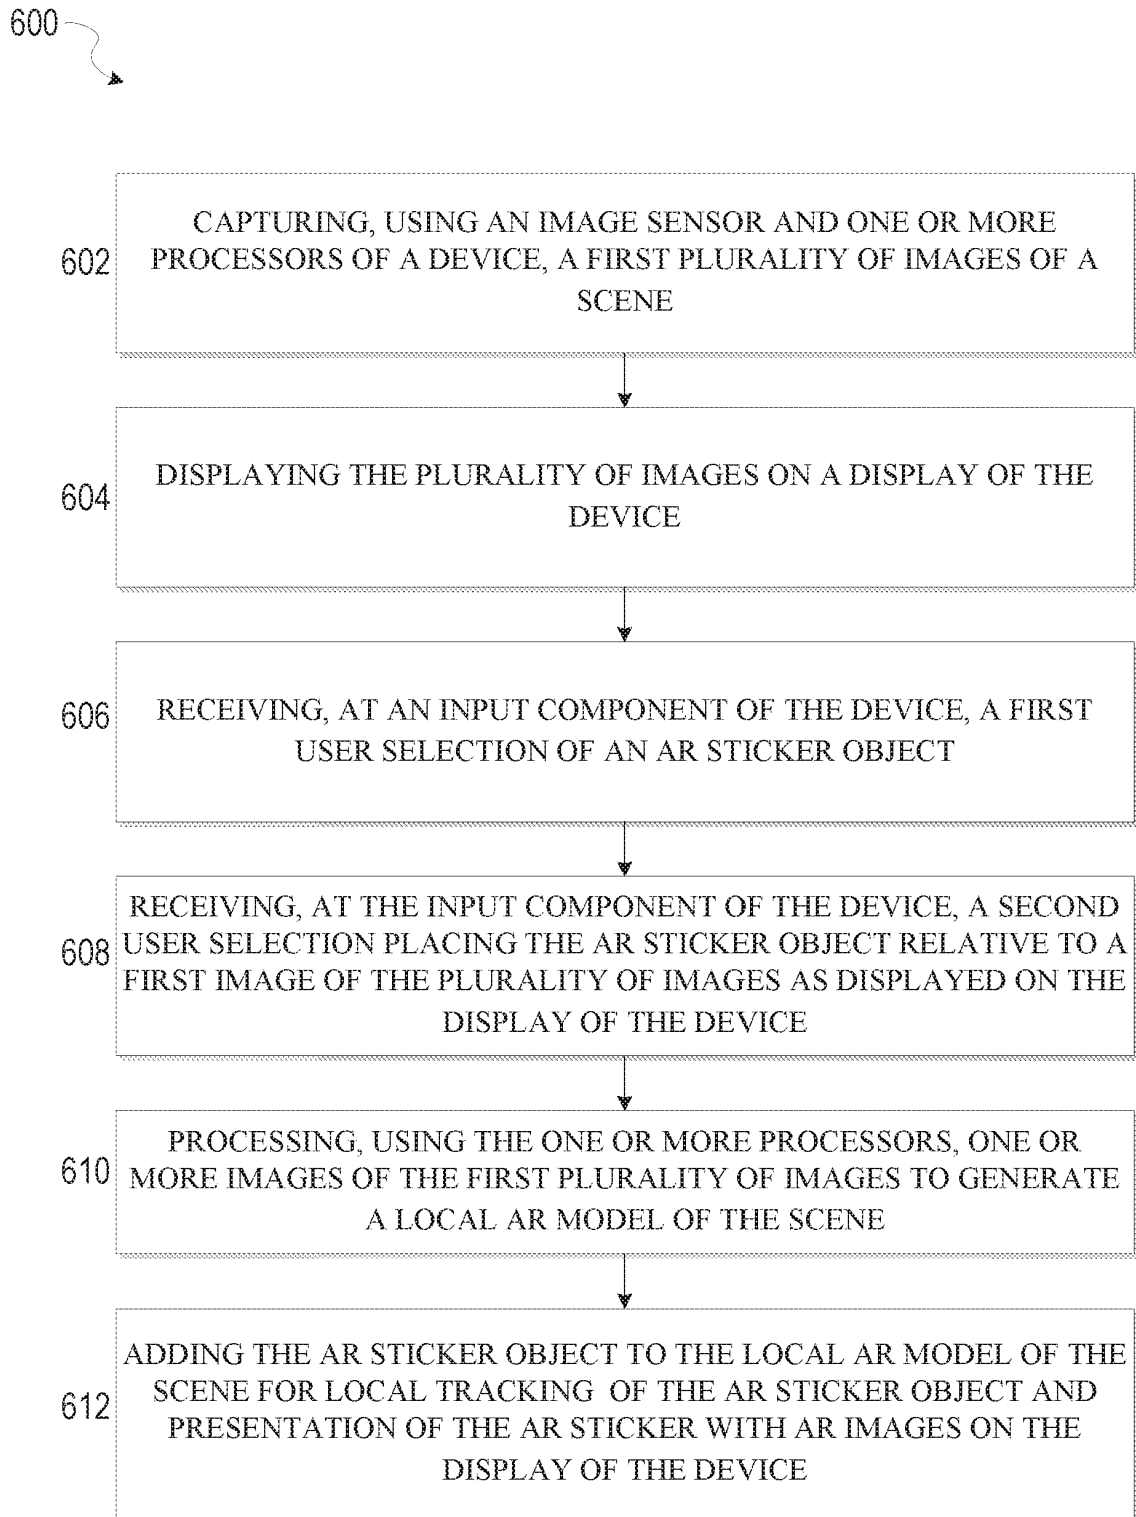 600
602
CAPTURING, USING AN IMAGE SENSOR AND ONE OR MORE
PROCESSORS OF A DEVICE, A FIRST PLURALITY OF IMAGES OF A
SCENE
604
DISPLAYING THE PLURALITY OF IMAGES ON A DISPLAY OF THE
DEVICE
606
RECEIVING, AT AN INPUT COMPONENT OF THE DEVICE, A FIRST
USER SELECTION OF AN AR STICKER OBJECT
608
RECEIVING, AT THE INPUT COMPONENT OF THE DEVICE, A SECOND
USER SELECTION PLACING THE AR STICKER OBJECT RELATIVE TO A
FIRST IMAGE OF THE PLURALITY OF IMAGES AS DISPLAYED ON THE
DISPLAY OF THE DEVICE
610
PROCESSING, USING THE ONE OR MORE PROCESSORS, ONE OR
MORE IMAGES OF THE FIRST PLURALITY OF IMAGES TO GENERATE
A LOCAL AR MODEL OF THE SCENE
612
ADDING THE AR STICKER OBJECT TO THE LOCAL AR MODEL OF THE
SCENE FOR LOCAL TRACKING OF THE AR STICKER OBJECT AND
PRESENTATION OF THE AR STICKER WITH AR IMAGES ON THE
DISPLAY OF THE DEVICE